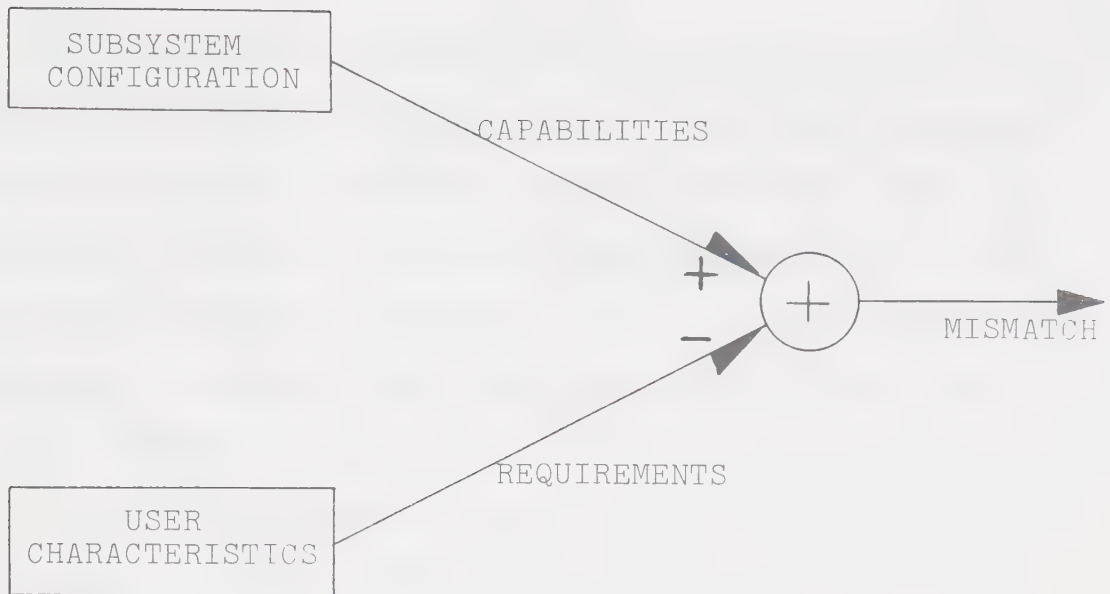 SUBSYSTEM
CONFIGURATION
CAPABILITIES
+
+
-
MISMATCH
REQUIREMENTS
USER
CHARACTERISTICS